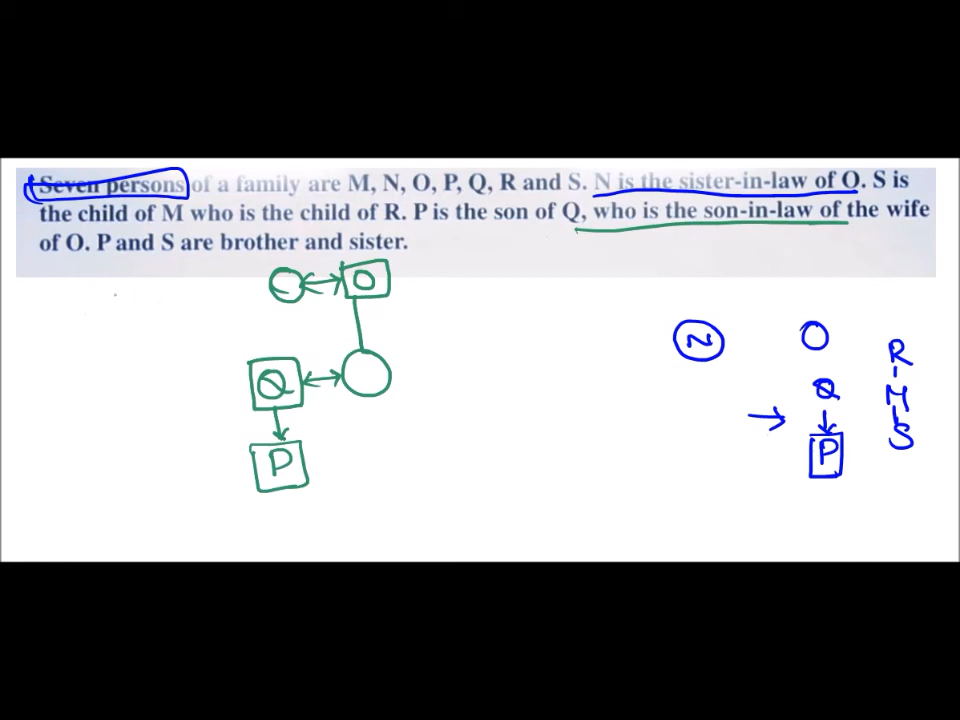 Seven persons of a family are M, N, O, P, Q, R and S. N is the sister-in-law of O. S is
the child of M who is the child of R. P is the son of Q, who is the son-in-law of the wife
of O. P and S are brother and sister.
O
Q
P
N
O
Q
P
R
M
S